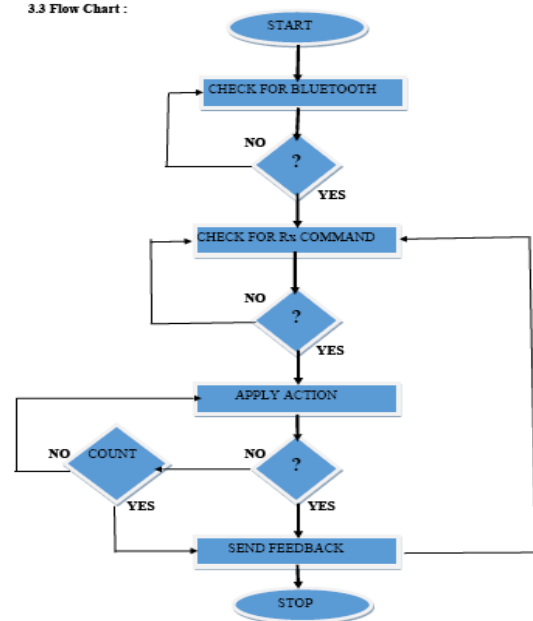 3.3 Flow Chart :
START
CHECK FOR BLUETOOTH
NO
?
YES
CHECK FOR Rx COMMAND
NO
?
YES
APPLY ACTION
NO COUNT NO ?
YES YES
SEND FEEDBACK
STOP